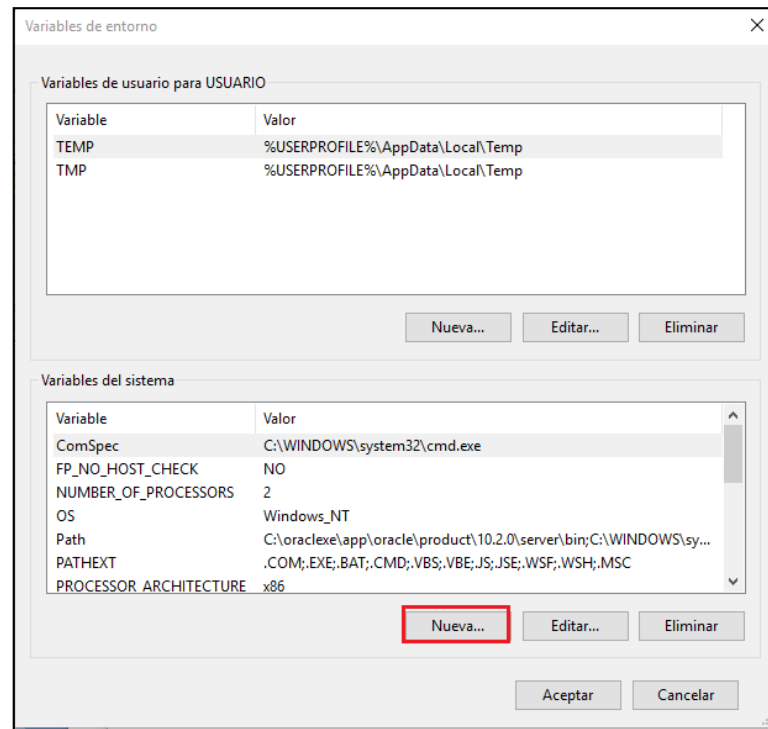 Variables de entorno
Variables de usuario para USUARIO
Variable Valor
TEMP %USERPROFILE%\AppData\Local\Temp
TMP %USERPROFILE%\AppData\Local\Temp
Nueva... Editar... Eliminar
Variables del sistema
Variable Valor
ComSpec C:\WINDOWS\system32\cmd.exe
FP_NO_HOST_CHECK NO
NUMBER_OF_PROCESSORS 2
OS Windows_NT
Path C:\oraclexe\app\oracle\product\10.2.0\server\bin;C:\WINDOWS\sy...
PATHEXT .COM;.EXE;.BAT;.CMD;.VBS;.VBE;.JS;.JSE;.WSF;.WSH;.MSC
PROCESSOR_ARCHITECTURE x86
Nueva... Editar... Eliminar
Aceptar Cancelar